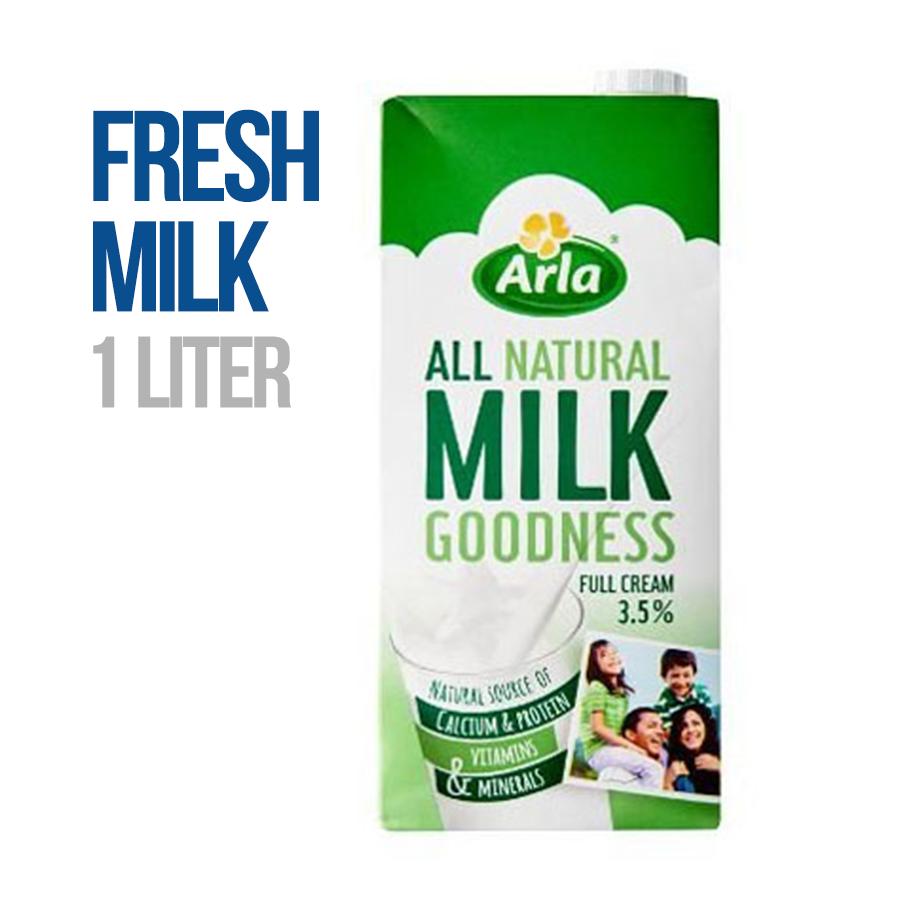 FRESH
MILK
1 LITER
Arla®
ALL NATURAL
MILK
GOODNESS
FULL CREAM
3.5%
NATURAL SOURCE OF
CALCIUM & PROTEIN
VITAMINS
& MINERALS